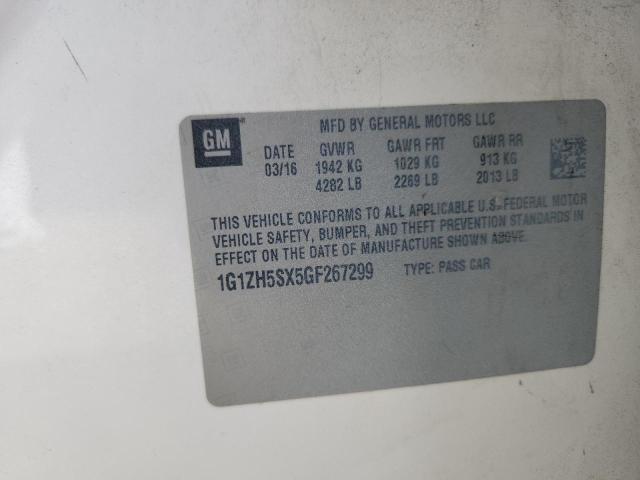 GM
MFD BY GENERAL MOTORS LLC
DATE GVWR GAWR FRT GAWR RR
03/16 1942 KG 1029 KG 913 KG
4282 LB 2269 LB 2013 LB
THIS VEHICLE CONFORMS TO ALL APPLICABLE U.S. FEDERAL MOTOR
VEHICLE SAFETY, BUMPER, AND THEFT PREVENTION STANDARDS IN
EFFECT ON THE DATE OF MANUFACTURE SHOWN ABOVE.
1G1ZH5SX5GF267299 TYPE: PASS CAR